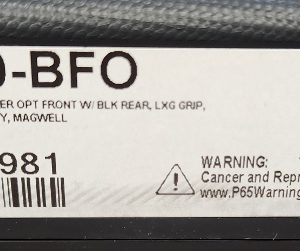 -BFO
ER OPT FRONT W/ BLK REAR, LXG GRIP,
Y, MAGWELL
981
WARNING:
Cancer and Repr
www.P65Warning